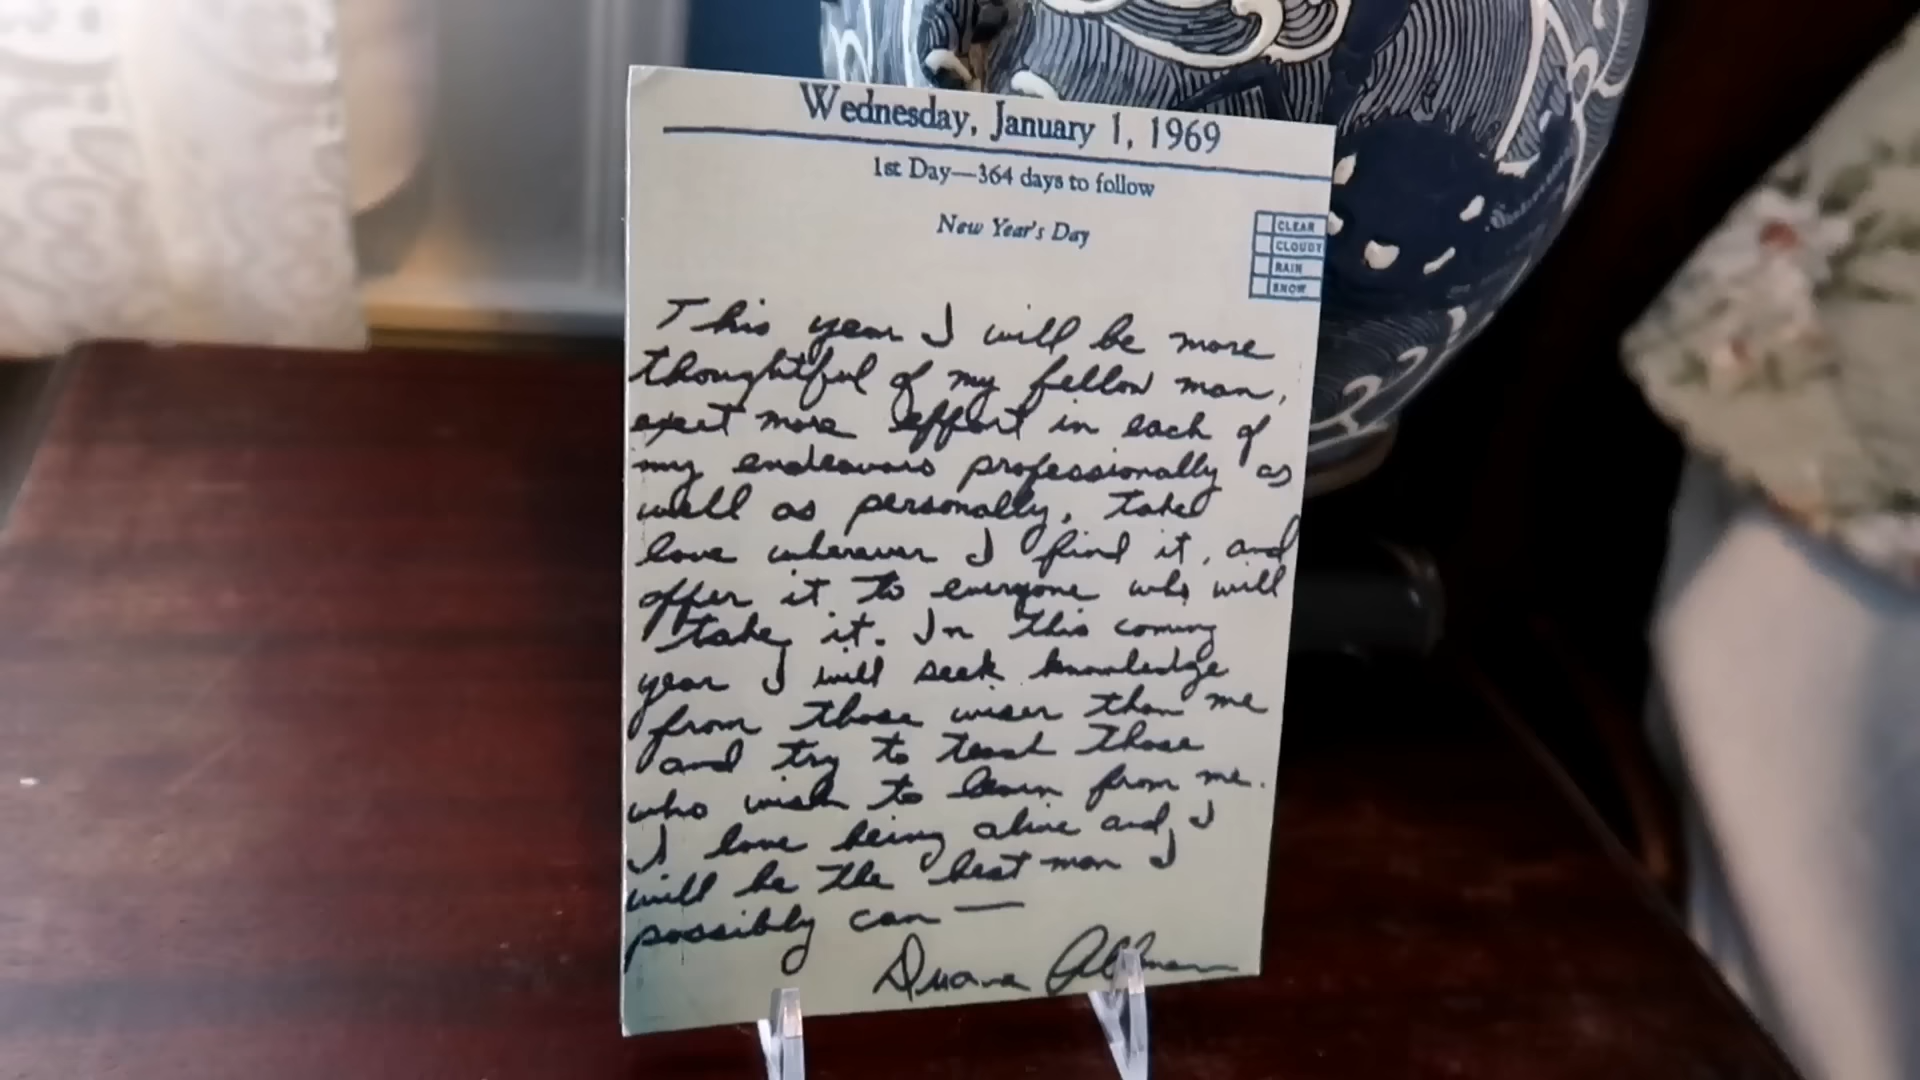 Wednesday, January 1, 1969
1st Day—364 days to follow
New Year's Day
CLEAR
CLOUDY
RAIN
SNOW
This year I will be more
thoughtful of my fellow man,
exert more effort in each of
my endeavors professionally as
well as personally, take
love wherever I find it, and
offer it to everyone who will
take it. In this coming
year I will seek knowledge
from those wiser than me
and try to teach those
who wish to learn from me.
I love being alive and I
will be the best man I
possibly can —
Duane Allman